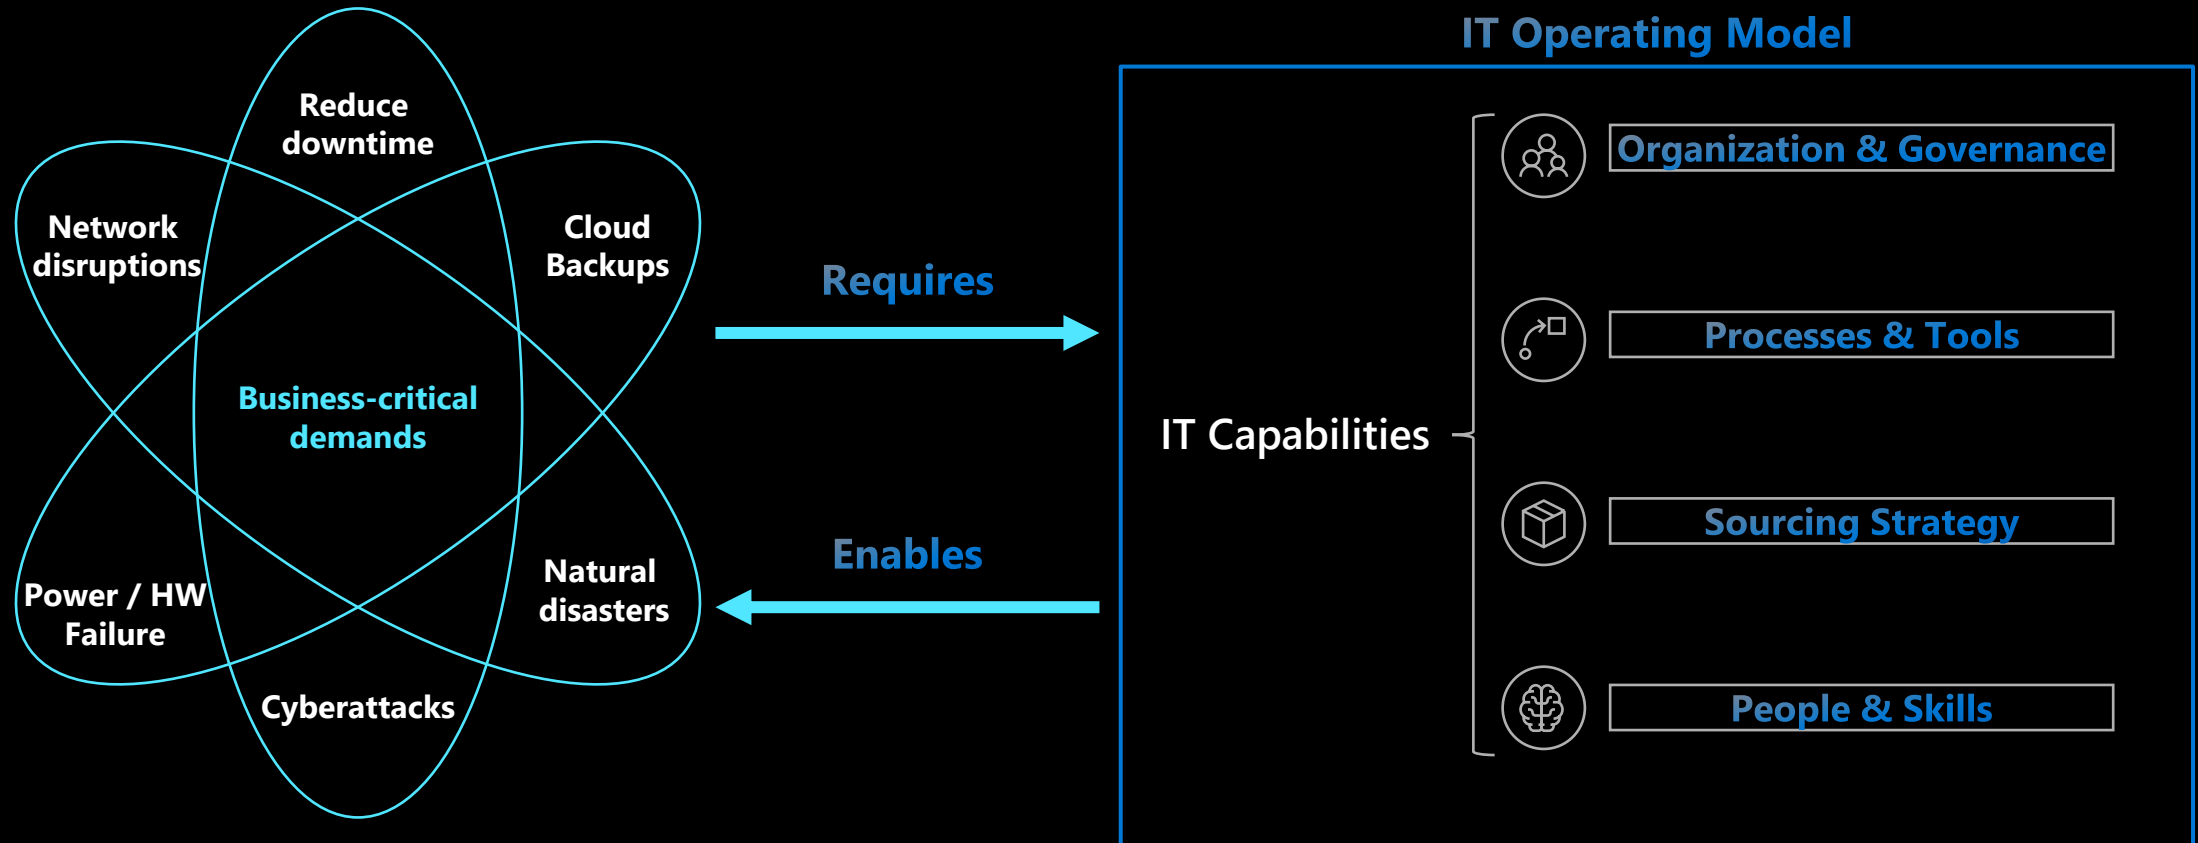 IT Operating Model
Reduce
downtime
Network
disruptions
Cloud
Backups
Business-critical
demands
Power / HW
Failure
Natural
disasters
Cyberattacks
Requires
Enables
IT Capabilities
Organization & Governance
Processes & Tools
Sourcing Strategy
People & Skills